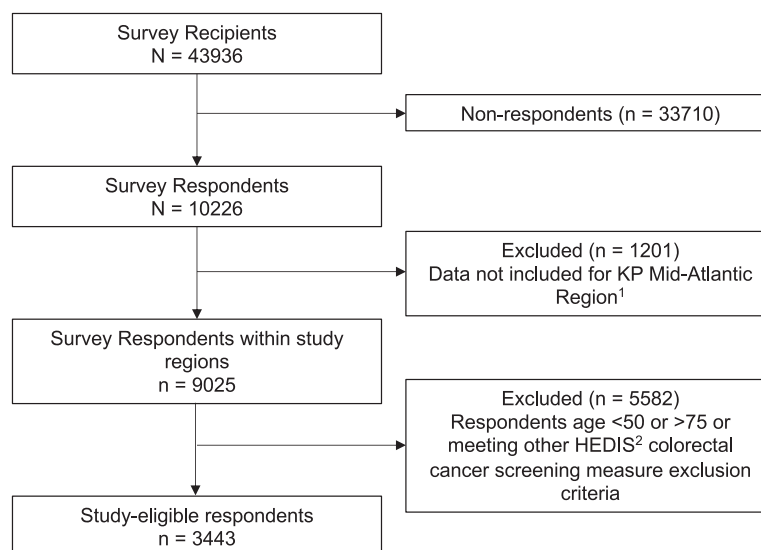 Survey Recipients
N = 43936
Non-respondents (n = 33710)
Survey Respondents
N = 10226
Excluded (n = 1201)
Data not included for KP Mid-Atlantic
Region¹
Survey Respondents within study
regions
n = 9025
Excluded (n = 5582)
Respondents age <50 or >75 or
meeting other HEDIS² colorectal
cancer screening measure exclusion
criteria
Study-eligible respondents
n = 3443